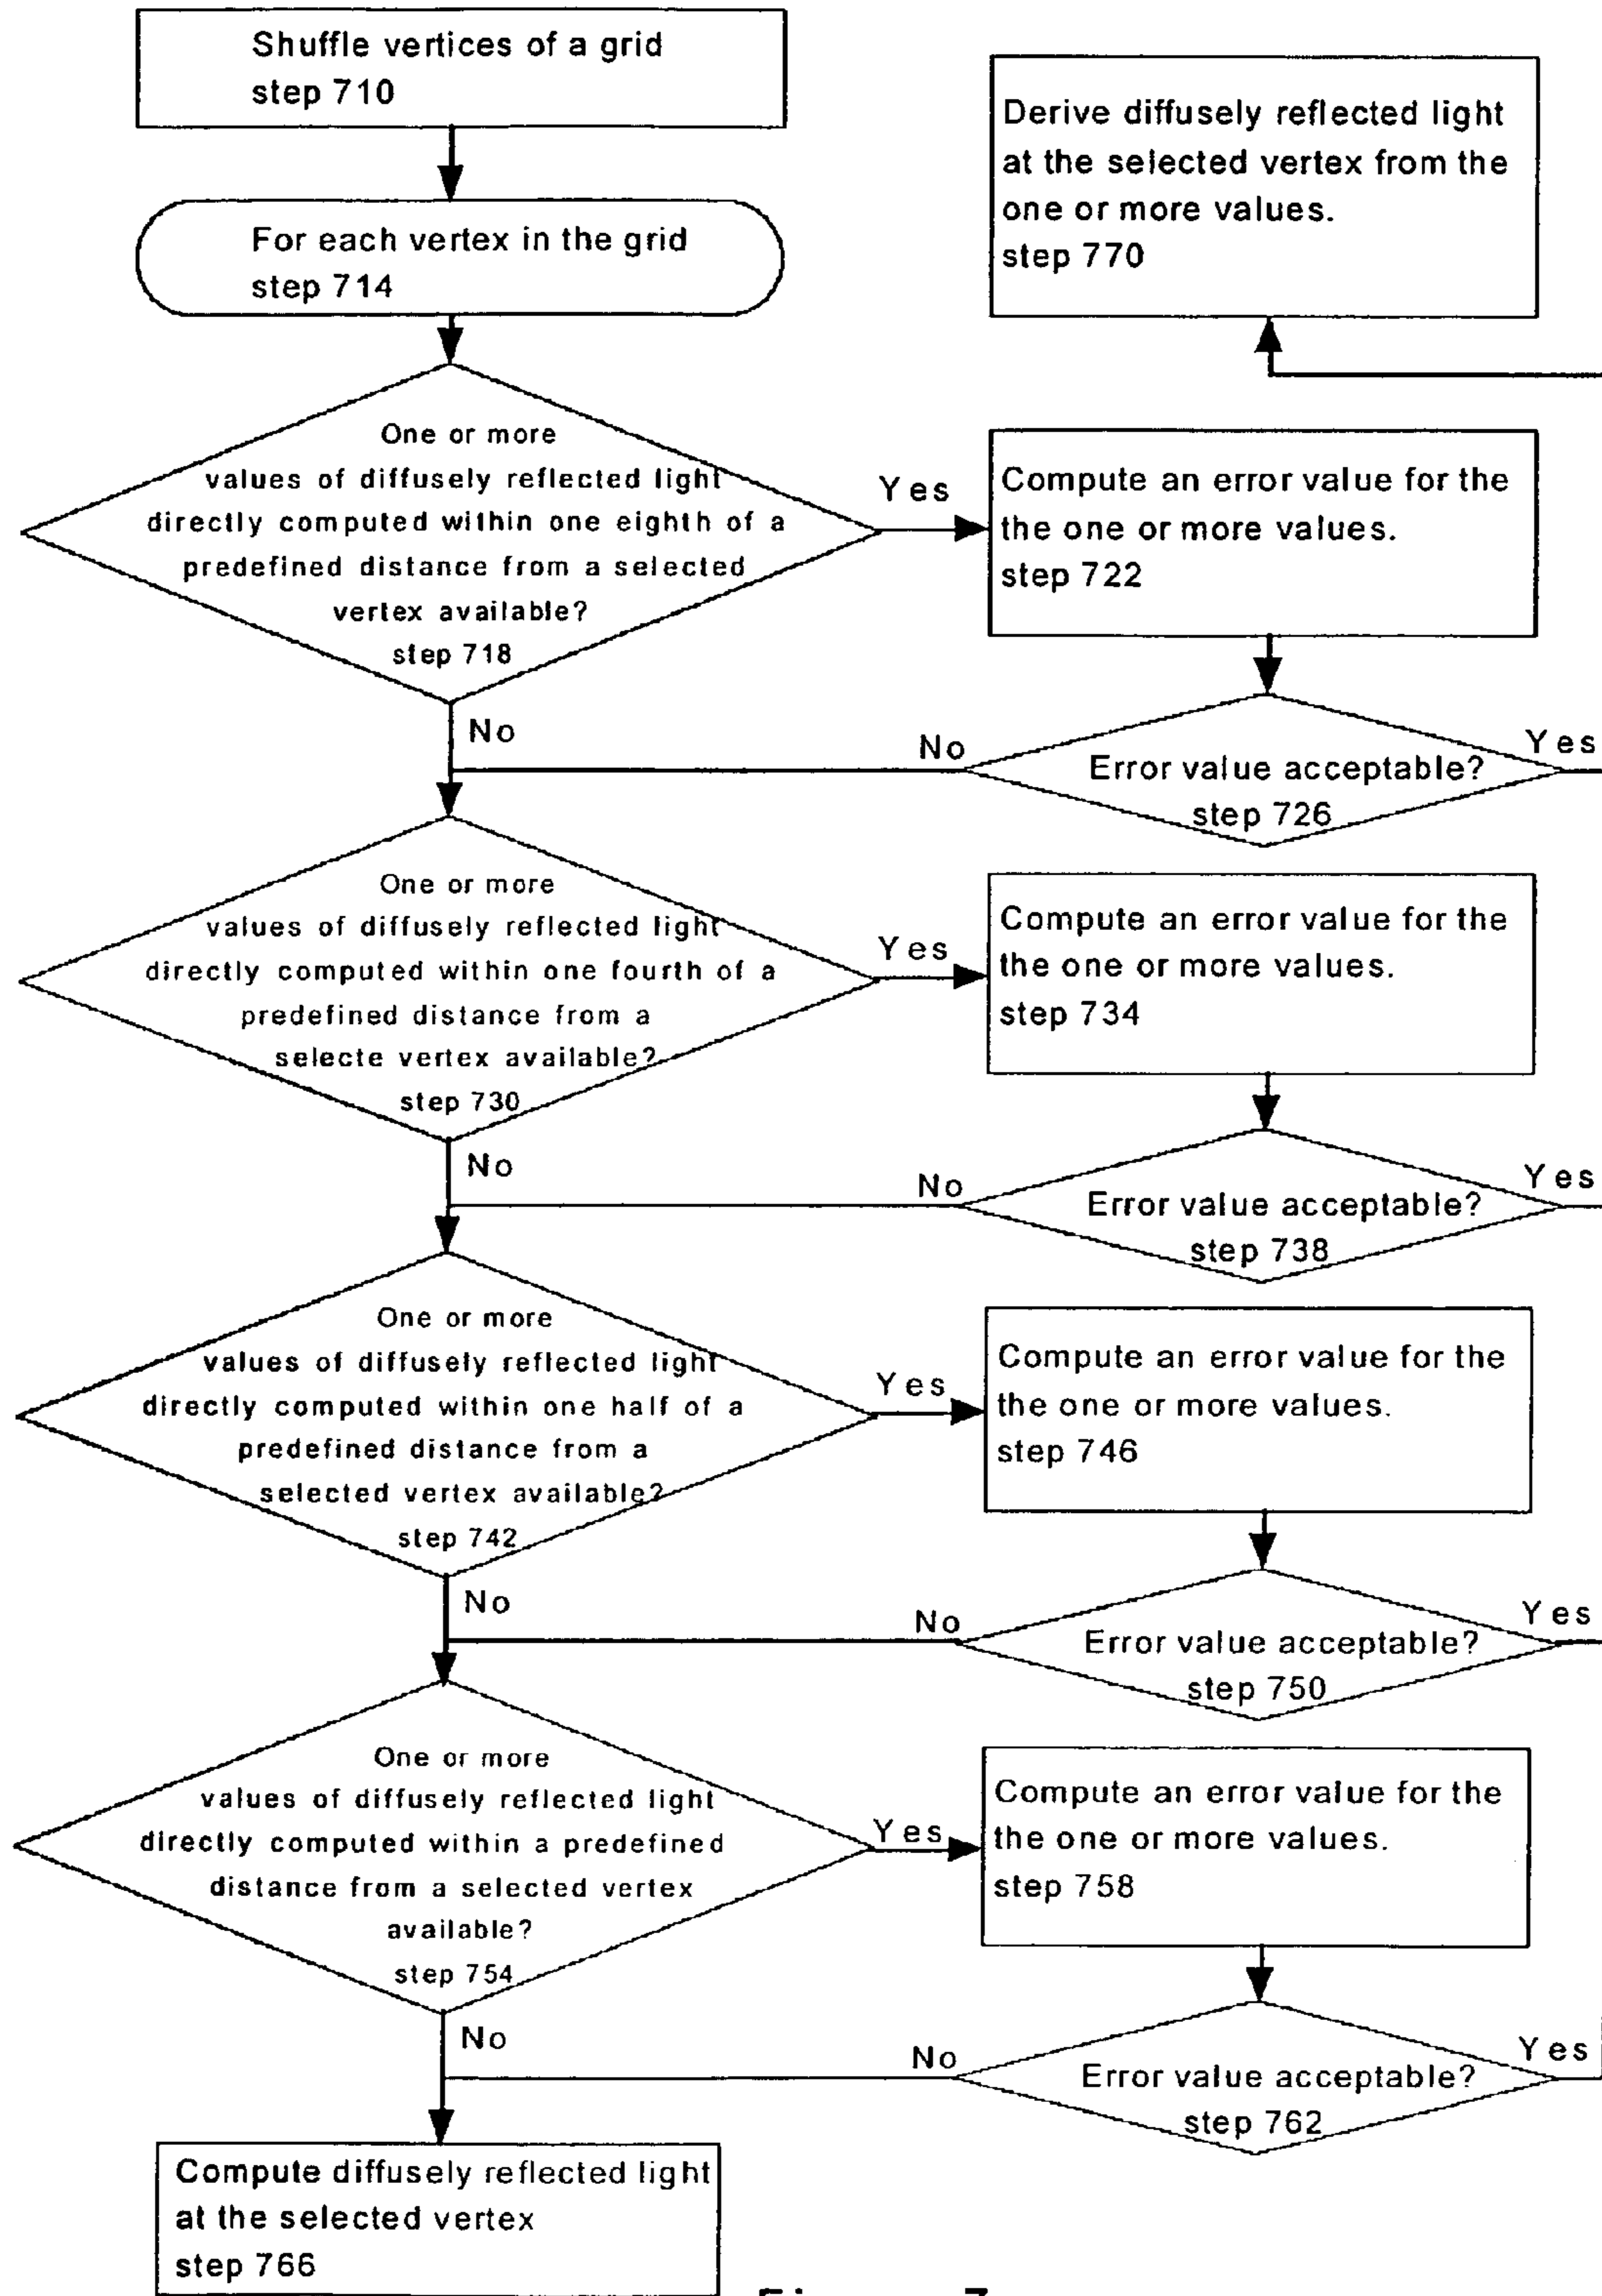 Shuffle vertices of a grid
step 710
For each vertex in the grid
step 714
One or more
values of diffusely reflected light
directly computed within one eighth of a
predefined distance from a selected
vertex available?
step 718
Yes
No
Compute an error value for the
the one or more values.
step 722
Error value acceptable?
step 726
No
Yes
Derive diffusely reflected light
at the selected vertex from the
one or more values.
step 770
One or more
values of diffusely reflected light
directly computed within one fourth of a
predefined distance from a
selecte vertex available?
step 730
Yes
No
Compute an error value for the
the one or more values.
step 734
Error value acceptable?
step 738
No
Yes
One or more
values of diffusely reflected light
directly computed within one half of a
predefined distance from a
selected vertex available?
step 742
Yes
No
Compute an error value for the
the one or more values.
step 746
Error value acceptable?
step 750
No
Yes
One or more
values of diffusely reflected light
directly computed within a predefined
distance from a selected vertex
available?
step 754
Yes
No
Compute an error value for the
the one or more values.
step 758
Error value acceptable?
step 762
No
Yes
Compute diffusely reflected light
at the selected vertex
step 766